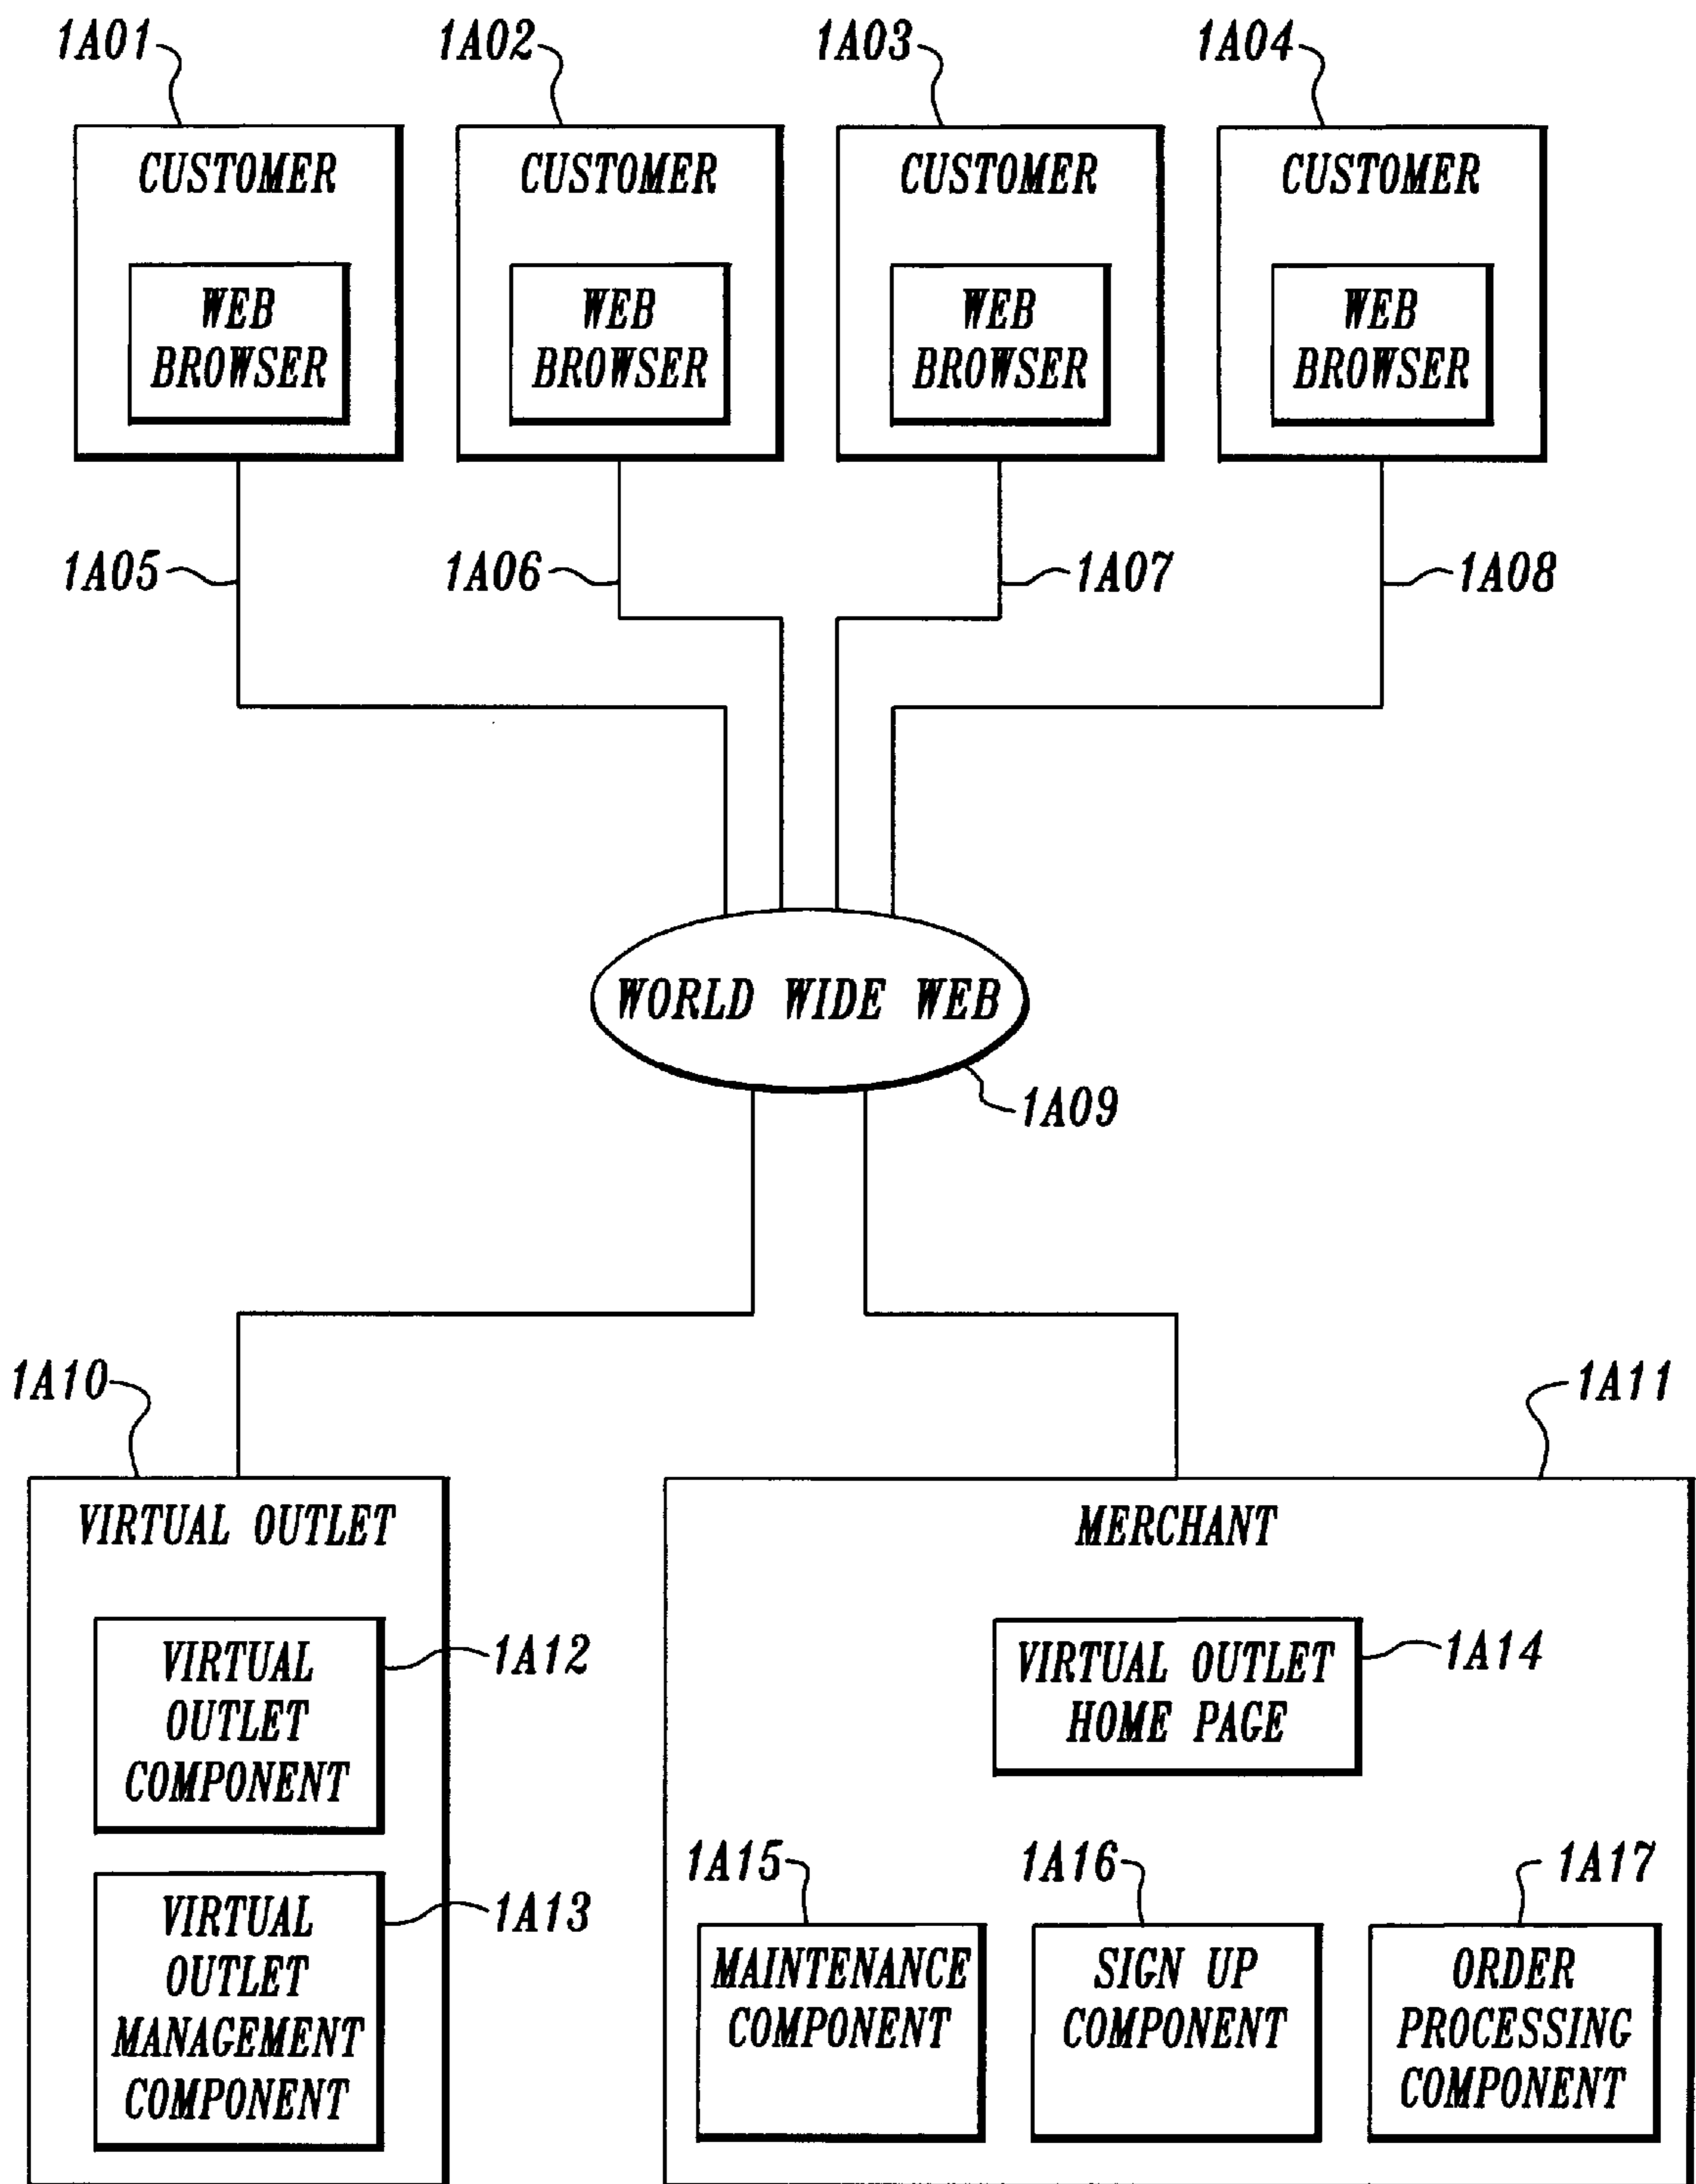 1A01
1A02
1A03
1A04
CUSTOMER
CUSTOMER
CUSTOMER
CUSTOMER
WEB
BROWSER
WEB
BROWSER
WEB
BROWSER
WEB
BROWSER
1A05
1A06
1A07
1A08
WORLD WIDE WEB
1A09
1A10
1A11
VIRTUAL OUTLET
VIRTUAL
OUTLET
COMPONENT
1A12
VIRTUAL
OUTLET
MANAGEMENT
COMPONENT
1A13
MERCHANT
VIRTUAL OUTLET
HOME PAGE
1A14
1A15
1A16
1A17
MAINTENANCE
COMPONENT
SIGN UP
COMPONENT
ORDER
PROCESSING
COMPONENT